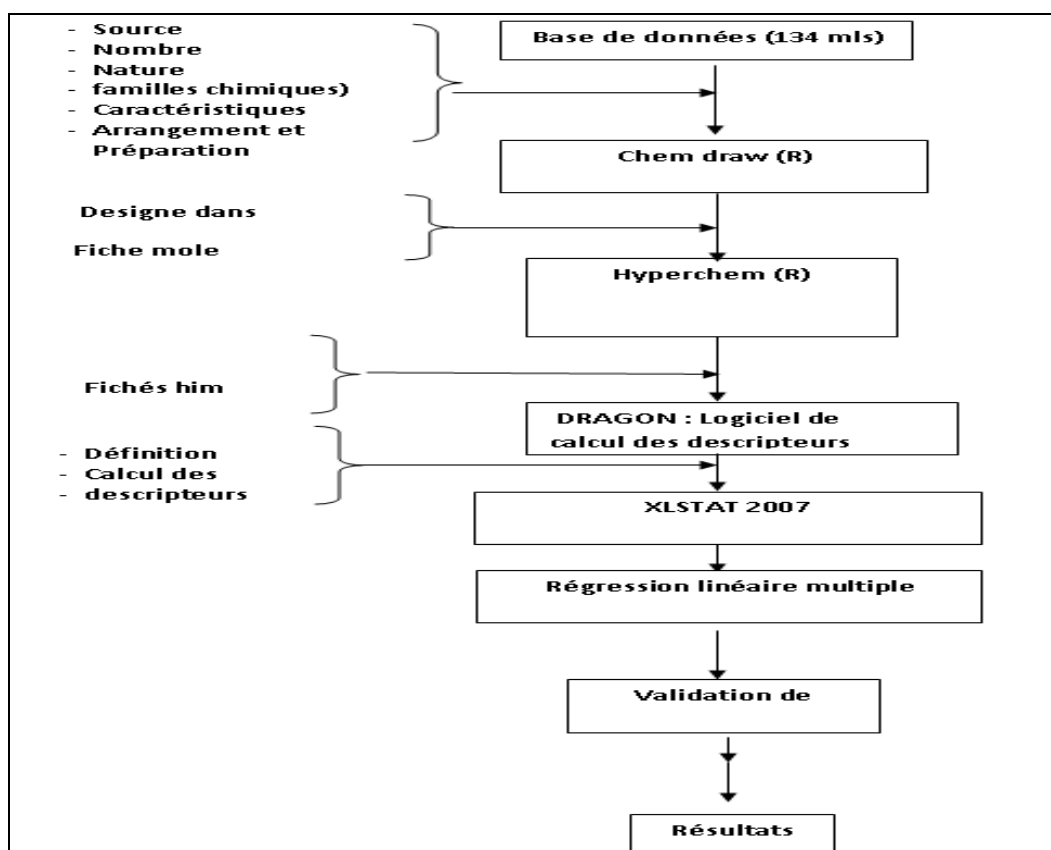 - Source
- Nombre
- Nature
- familles chimiques)
- Caractéristiques
- Arrangement et
Préparation
Base de données (134 mls)
Chem draw (R)
Designe dans
Fiche mole
Hyperchem (R)
Fichés him
DRAGON : Logiciel de
calcul des descripteurs
- Définition
- Calcul des
- descripteurs
XLSTAT 2007
Régression linéaire multiple
Validation de
Résultats